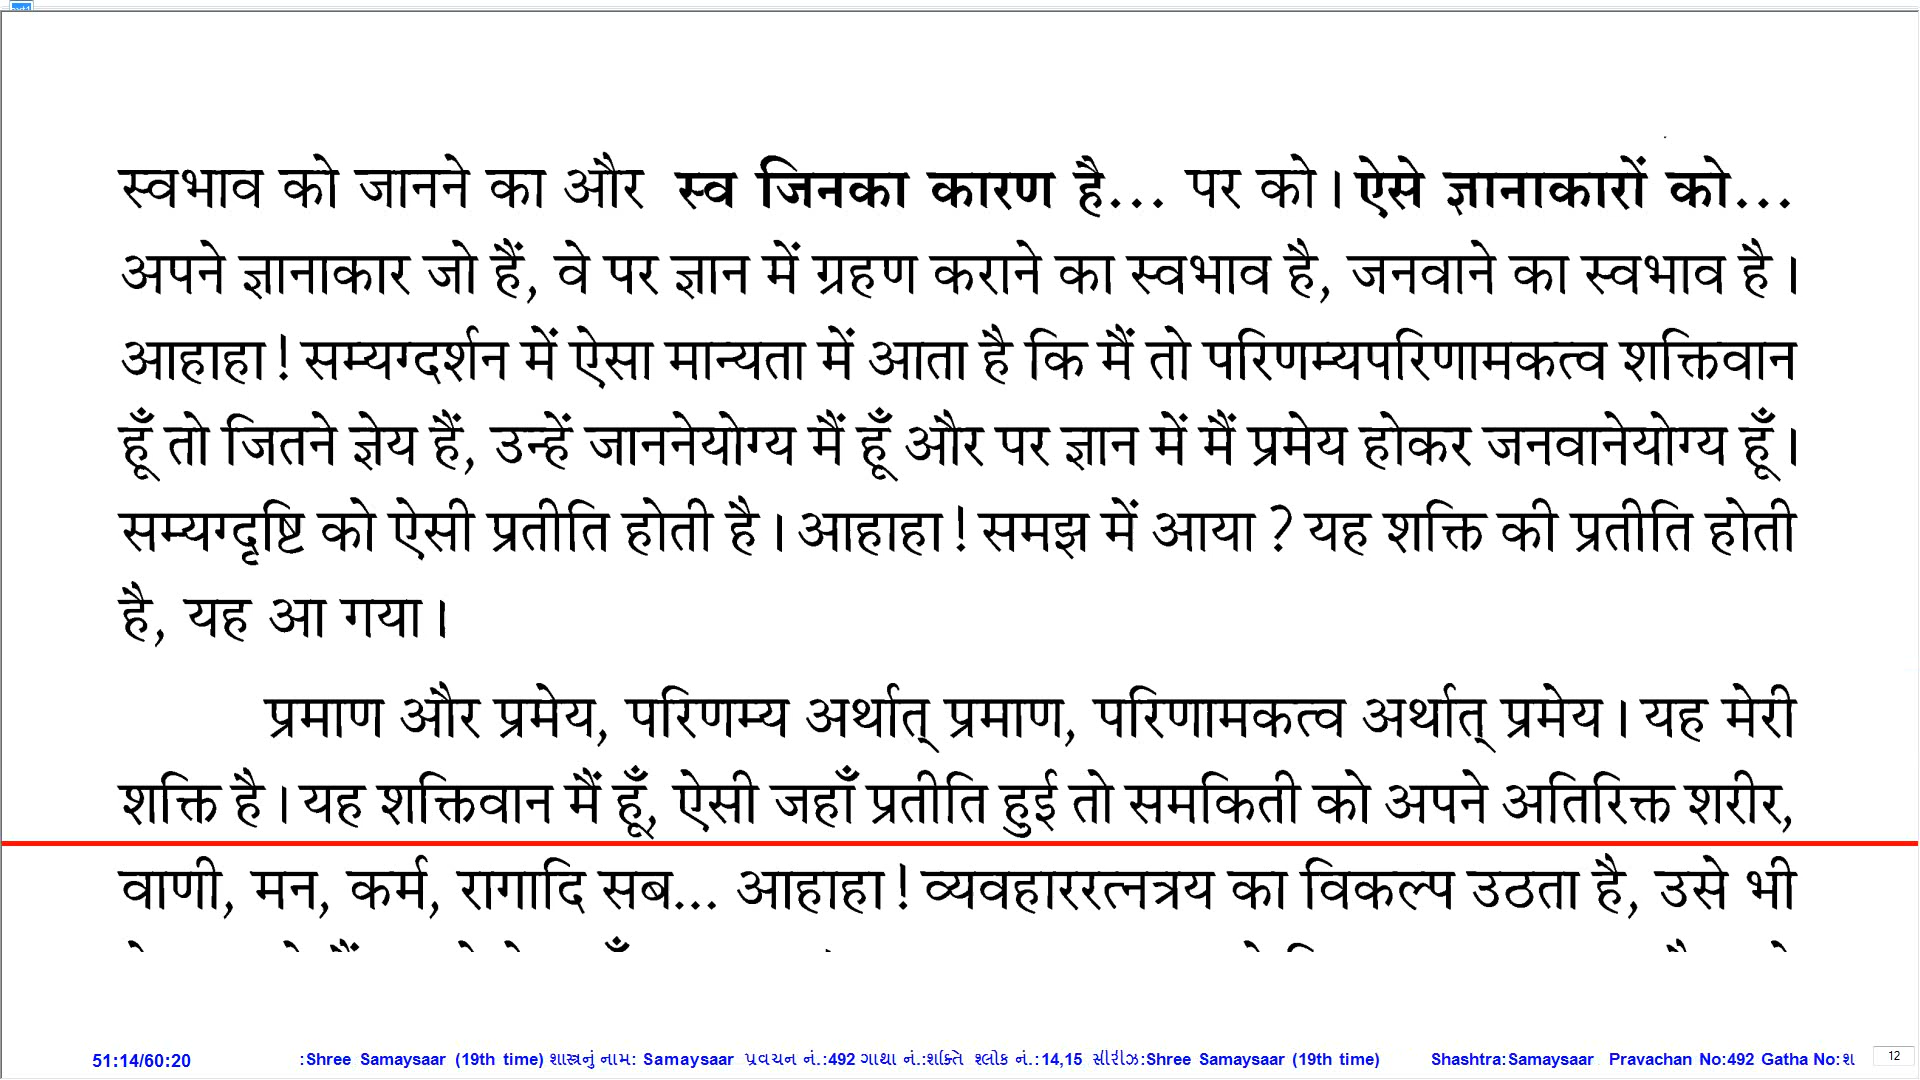 स्वभाव को जानने का और स्व जिनका कारण है... पर को। ऐसे ज्ञानाकारों को...
अपने ज्ञानाकार जो हैं, वे पर ज्ञान में ग्रहण कराने का स्वभाव है, जनवाने का स्वभाव है।
आहाहा! सम्यग्दर्शन में ऐसा मान्यता में आता है कि मैं तो परिणम्यपरिणामकत्व शक्तिवान
हूँ तो जितने ज्ञेय हैं, उन्हें जाननेयोग्य मैं हूँ और पर ज्ञान में मैं प्रमेय होकर जनवानेयोग्य हूँ।
सम्यग्दृष्टि को ऐसी प्रतीति होती है। आहाहा! समझ में आया? यह शक्ति की प्रतीति होती
है, यह आ गया।
प्रमाण और प्रमेय, परिणम्य अर्थात् प्रमाण, परिणामकत्व अर्थात् प्रमेय। यह मेरी
शक्ति है। यह शक्तिवान मैं हूँ, ऐसी जहाँ प्रतीति हुई तो समकिती को अपने अतिरिक्त शरीर,
वाणी, मन, कर्म, रागादि सब... आहाहा! व्यवहाररत्नत्रय का विकल्प उठता है, उसे भी
51:14/60:20 :Shree Samaysaar (19th time) શાસ્ત્રનું નામ: Samaysaar પ્રવચન નં.:492 ગાથા નં.:શક્તિ શ્લોક નં.:14,15 સીરીઝ:Shree Samaysaar (19th time) Shashtra:Samaysaar Pravachan No:492 Gatha No:શ 12